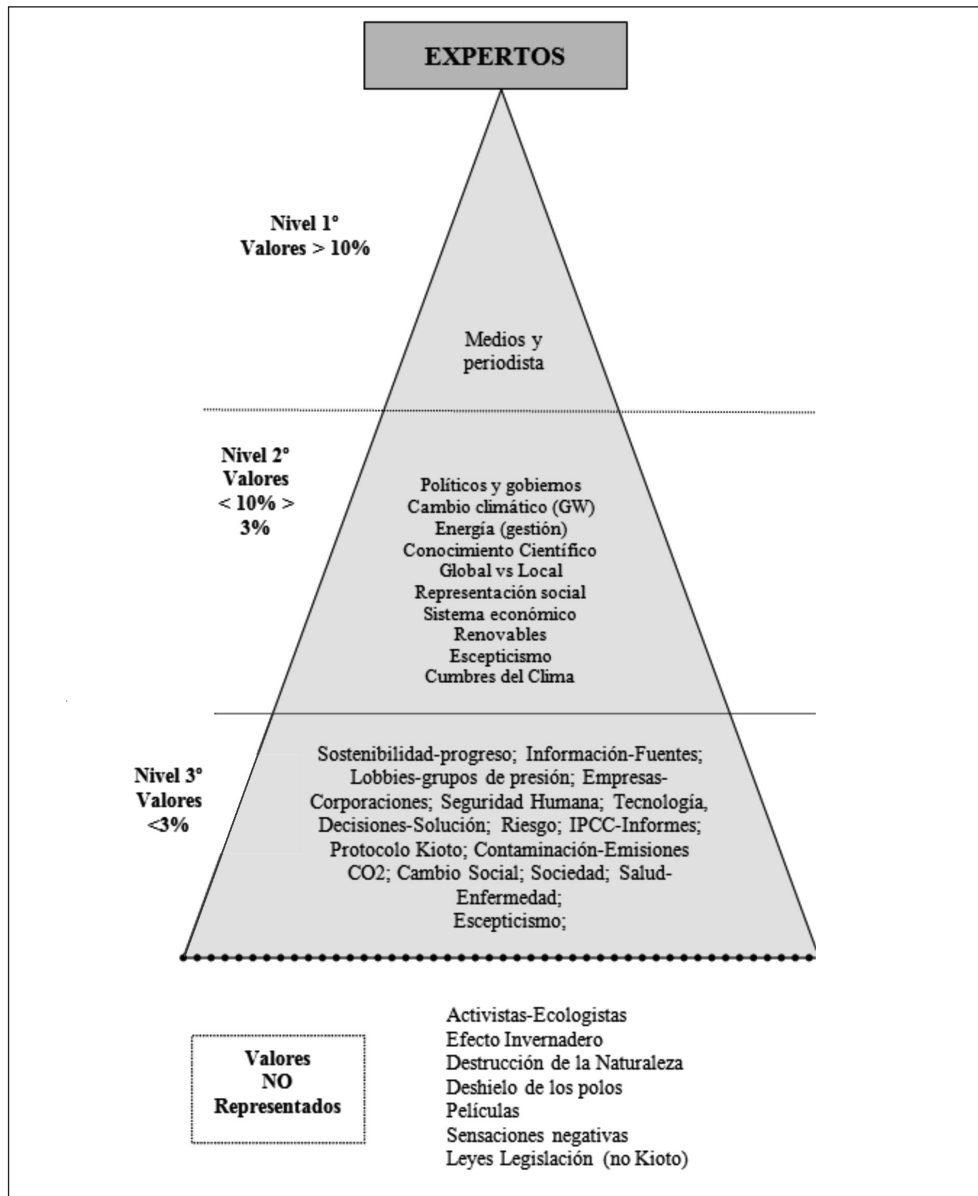 EXPERTOS
Nivel 1º
Valores > 10%
Medios y
periodista
Nivel 2º
Valores
< 10% >
3%
Políticos y gobiernos
Cambio climático (GW)
Energía (gestión)
Conocimiento Científico
Global vs Local
Representación social
Sistema económico
Renovables
Escepticismo
Cumbres del Clima
Nivel 3º
Valores
<3%
Sostenibilidad-progreso; Información-Fuentes;
Lobbies-grupos de presión; Empresas-
Corporaciones; Seguridad Humana; Tecnología,
Decisiones-Solución; Riesgo; IPCC-Informes;
Protocolo Kioto; Contaminación-Emisiones
CO2; Cambio Social; Sociedad; Salud-
Enfermedad;
Escepticismo;
Valores
NO
Representados
Activistas-Ecologistas
Efecto Invernadero
Destrucción de la Naturaleza
Deshielo de los polos
Películas
Sensaciones negativas
Leyes Legislación (no Kioto)